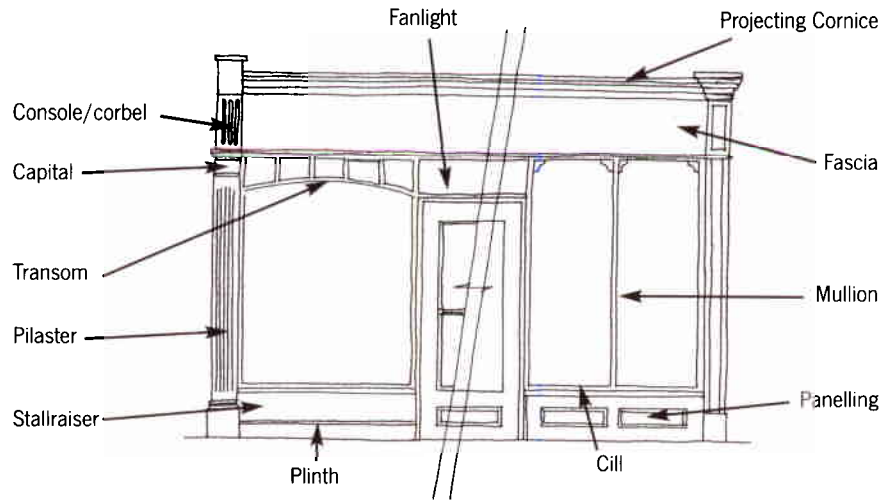 Fanlight
Projecting Cornice
Console/corbel
Capital
Fascia
Transom
Mullion
Pilaster
Panelling
Stallraiser
Cill
Plinth